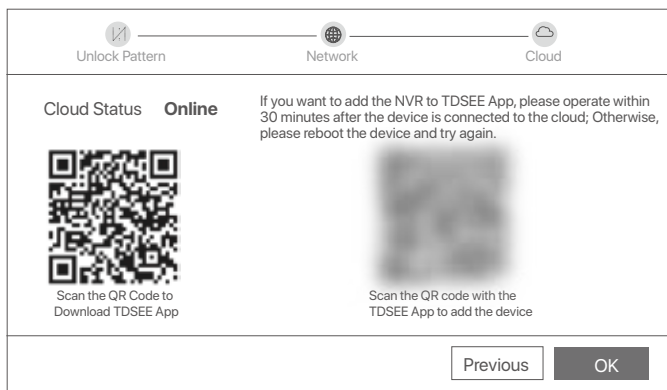 Unlock Pattern
Network
Cloud
Cloud Status Online
If you want to add the NVR to TDSEE App, please operate within
30 minutes after the device is connected to the cloud; Otherwise,
please reboot the device and try again.
Scan the QR Code to
Download TDSEE App
Scan the QR code with the
TDSEE App to add the device
Previous
OK